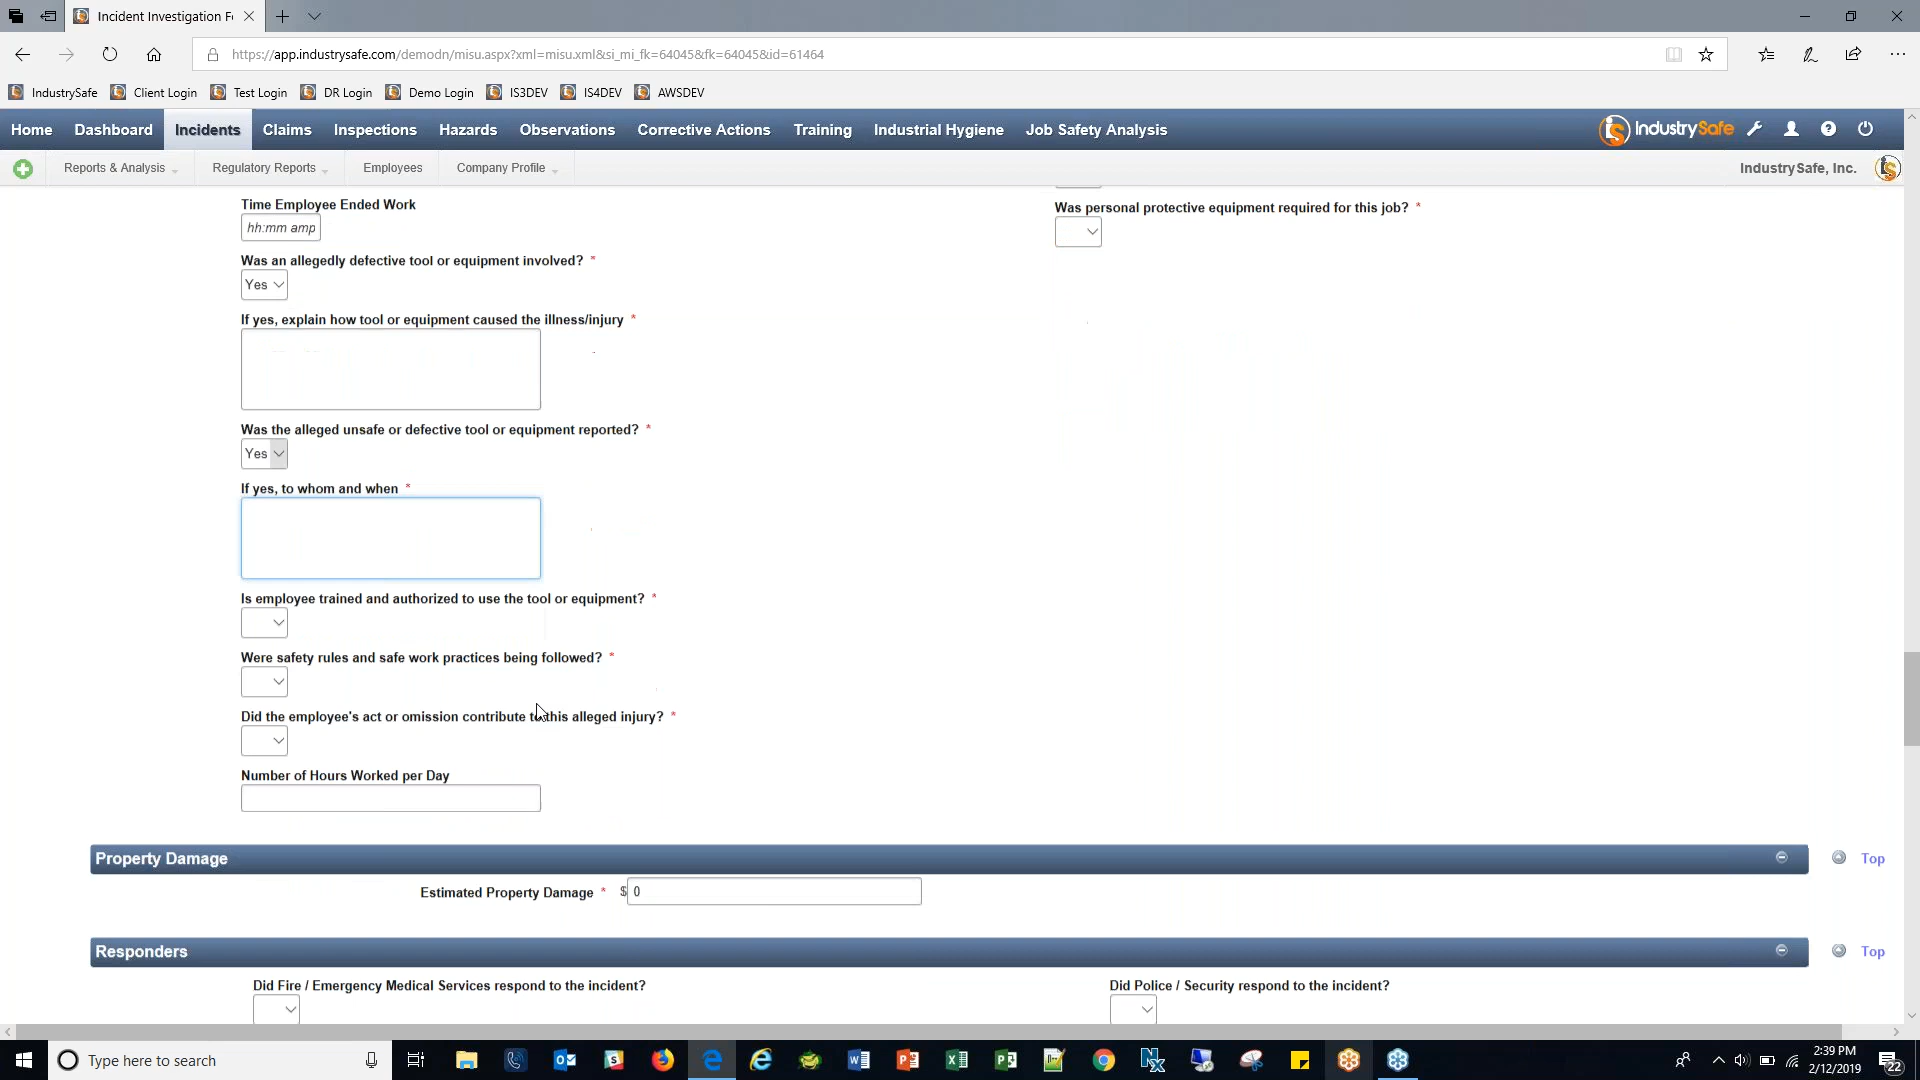 Incident Investigation Fo
https://app.industrysafe.com/demodn/misu.aspx?xml=misu.xml&si_mi_fk=64045&fk=64045&id=61464
IndustrySafe Client Login Test Login DR Login Demo Login IS3DEV IS4DEV AWSDEV
Home Dashboard Incidents Claims Inspections Hazards Observations Corrective Actions Training Industrial Hygiene Job Safety Analysis IndustrySafe
Reports & Analysis Regulatory Reports Employees Company Profile IndustrySafe, Inc.
Time Employee Ended Work
hh:mm amp
Was personal protective equipment required for this job? *
Was an allegedly defective tool or equipment involved? *
Yes
If yes, explain how tool or equipment caused the illness/injury *
Was the alleged unsafe or defective tool or equipment reported? *
Yes
If yes, to whom and when *
Is employee trained and authorized to use the tool or equipment? *
Were safety rules and safe work practices being followed? *
Did the employee's act or omission contribute to this alleged injury? *
Number of Hours Worked per Day
Property Damage Top
Estimated Property Damage * $ 0
Responders Top
Did Fire / Emergency Medical Services respond to the incident? Did Police / Security respond to the incident?
Type here to search
2:39 PM
2/12/2019
22